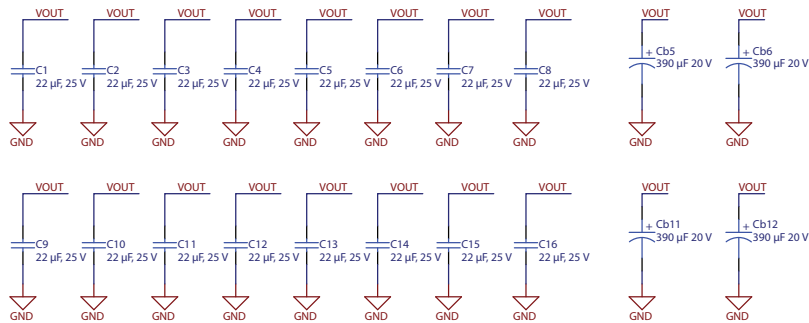 VOUT VOUT VOUT VOUT VOUT VOUT VOUT VOUT VOUT VOUT
C1 C2 C3 C4 C5 C6 C7 C8 + Cb5 + Cb6
22 µF, 25 V 22 µF, 25 V 22 µF, 25 V 22 µF, 25 V 22 µF, 25 V 22 µF, 25 V 22 µF, 25 V 22 µF, 25 V 390 µF 20 V 390 µF 20 V
GND GND GND GND GND GND GND GND GND GND
VOUT VOUT VOUT VOUT VOUT VOUT VOUT VOUT VOUT VOUT
C9 C10 C11 C12 C13 C14 C15 C16 + Cb11 + Cb12
22 µF, 25 V 22 µF, 25 V 22 µF, 25 V 22 µF, 25 V 22 µF, 25 V 22 µF, 25 V 22 µF, 25 V 22 µF, 25 V 390 µF 20 V 390 µF 20 V
GND GND GND GND GND GND GND GND GND GND